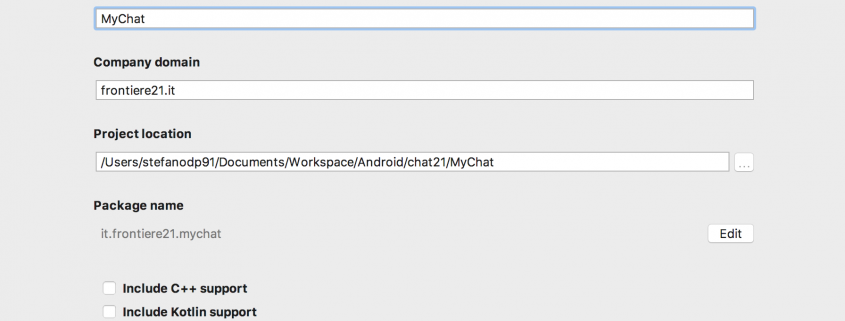 MyChat
Company domain
frontiere21.it
Project location
/Users/stefanodp91/Documents/Workspace/Android/chat21/MyChat
...
Package name
it.frontiere21.mychat
Edit
Include C++ support
Include Kotlin support